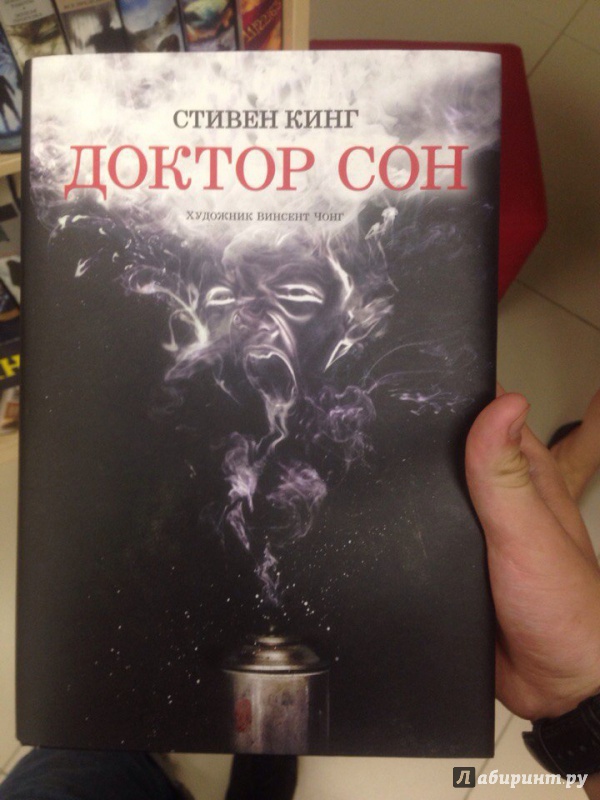 СТИВЕН КИНГ
ДОКТОР СОН
ХУДОЖНИК ВИНСЕНТ ЧОНГ
Лабиринт.ру